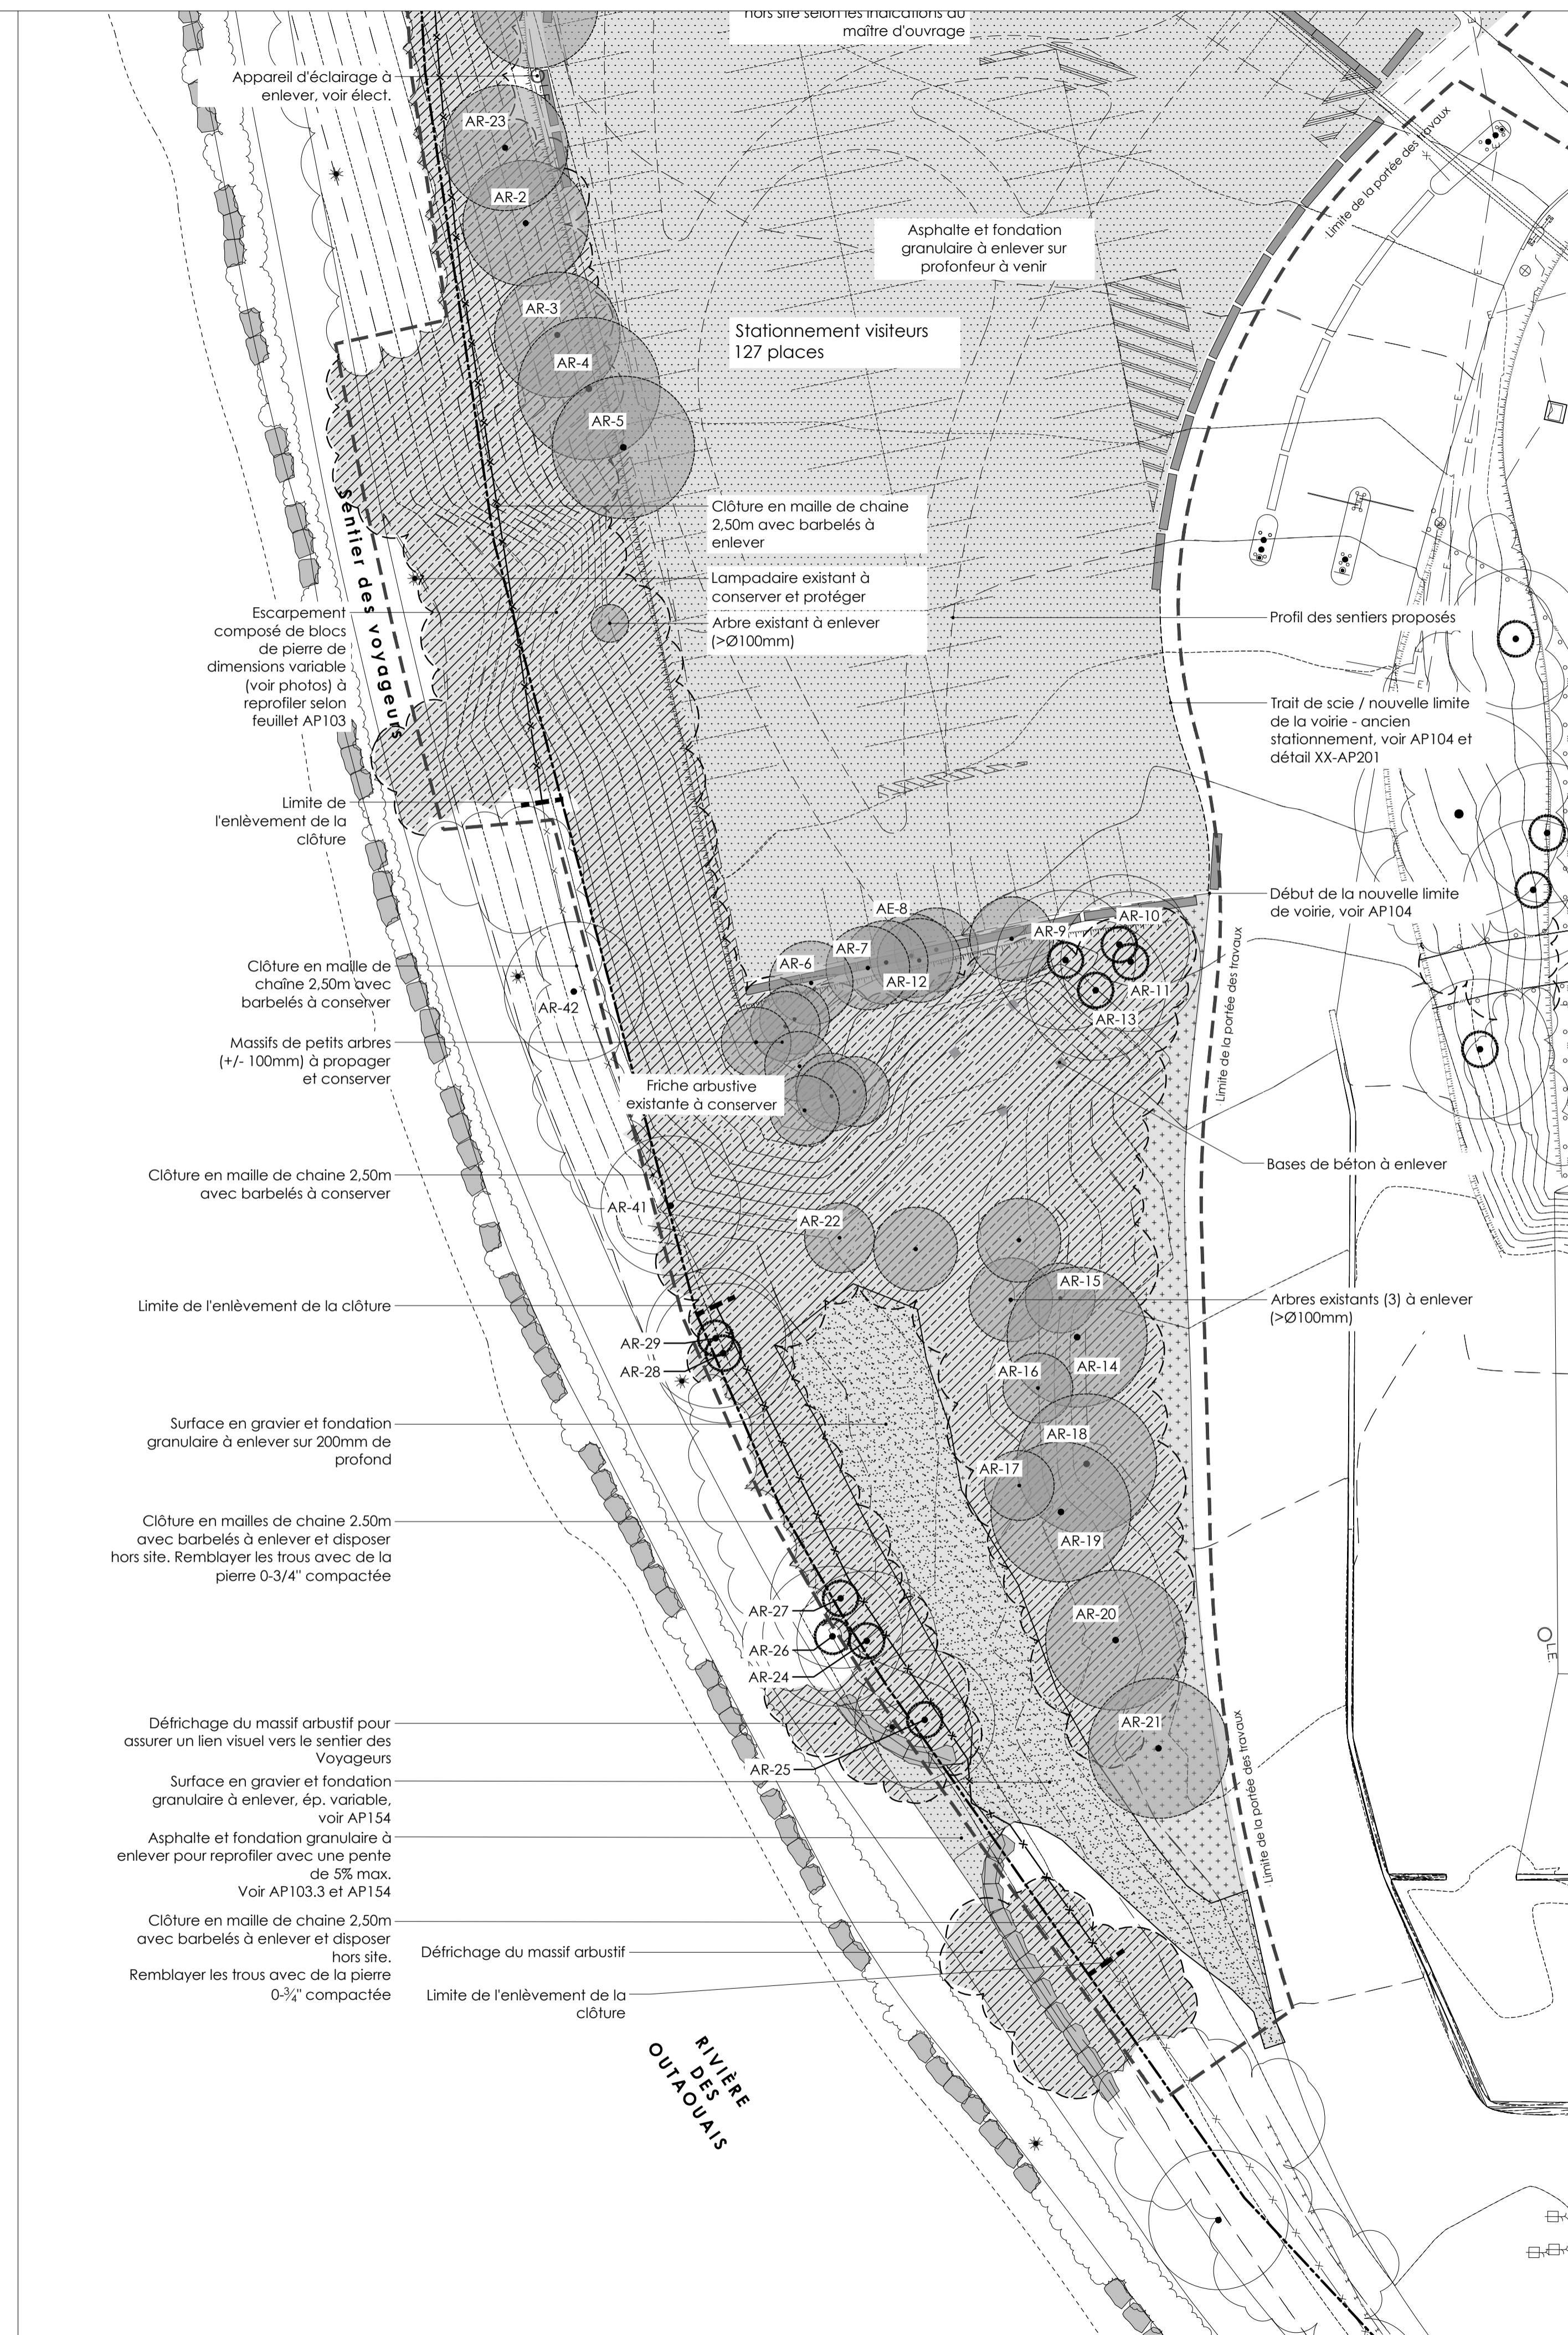 hors site selon les indications du
maître d'ouvrage
Appareil d'éclairage à
enlever, voir élect.
AR-23
AR-2
AR-3
AR-4
AR-5
Asphalte et fondation
granulaire à enlever sur
profonfeur à venir
Stationnement visiteurs
127 places
Limite de la portée des travaux
Clôture en maille de chaine
2,50m avec barbelés à
enlever
Lampadaire existant à
conserver et protéger
Arbre existant à enlever
(>Ø100mm)
Sentier des voyageurs
Escarpement
composé de blocs
de pierre de
dimensions variable
(voir photos) à
reprofiler selon
feuillet AP103
Profil des sentiers proposés
Trait de scie / nouvelle limite
de la voirie - ancien
stationnement, voir AP104 et
détail XX-AP201
Limite de
l'enlèvement de la
clôture
Début de la nouvelle limite
de voirie, voir AP104
AE-8
AR-7
AR-6
AR-12
AR-9
AR-10
AR-11
AR-13
Limite de la portée des travaux
Clôture en maille de
chaîne 2,50m avec
barbelés à conserver
AR-42
Massifs de petits arbres
(+/- 100mm) à propager
et conserver
Friche arbustive
existante à conserver
Clôture en maille de chaine 2,50m
avec barbelés à conserver
Bases de béton à enlever
AR-41
AR-22
AR-15
Limite de l'enlèvement de la clôture
Arbres existants (3) à enlever
(>Ø100mm)
AR-29
AR-28
AR-14
AR-16
Surface en gravier et fondation
granulaire à enlever sur 200mm de
profond
AR-18
AR-17
AR-19
Clôture en mailles de chaine 2.50m
avec barbelés à enlever et disposer
hors site. Remblayer les trous avec de la
pierre 0-3/4" compactée
AR-27
AR-26
AR-24
AR-20
AR-21
L.E.
Défrichage du massif arbustif pour
assurer un lien visuel vers le sentier des
Voyageurs
AR-25
Limite de la portée des travaux
Surface en gravier et fondation
granulaire à enlever, ép. variable,
voir AP154
Asphalte et fondation granulaire à
enlever pour reprofiler avec une pente
de 5% max.
Voir AP103.3 et AP154
Clôture en maille de chaine 2,50m
avec barbelés à enlever et disposer
hors site.
Remblayer les trous avec de la pierre
0-¾" compactée
Défrichage du massif arbustif
Limite de l'enlèvement de la
clôture
RIVIÈRE
DES
OUTAOUAIS